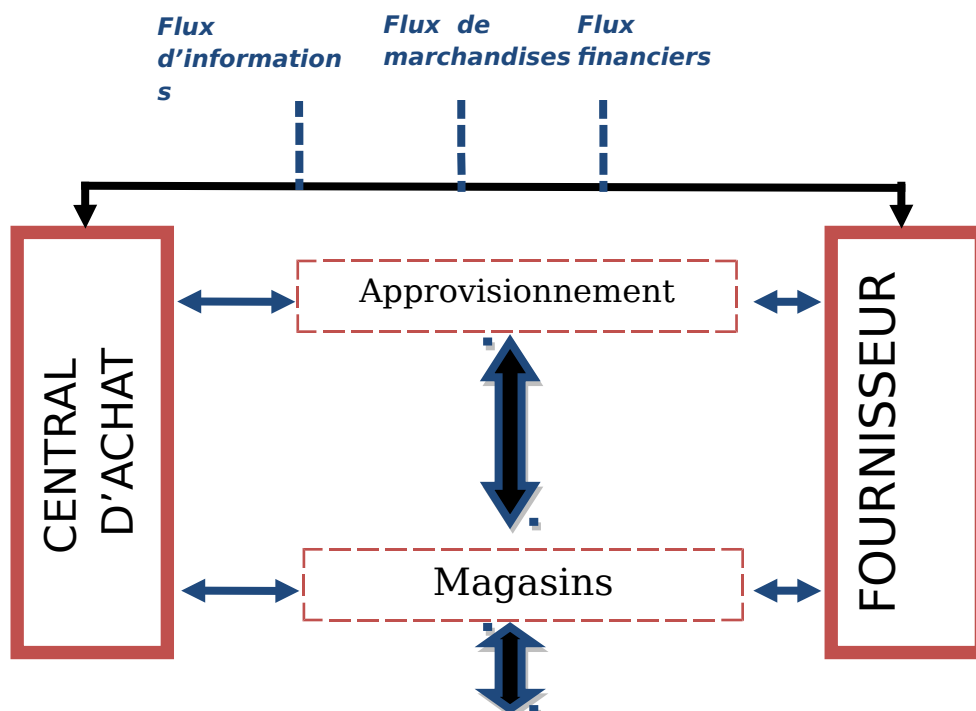 Flux
d’information
s
Flux de
marchandises
Flux
financiers
Approvisionnement
CENTRAL
D’ACHAT
FOURNISSEUR
Magasins